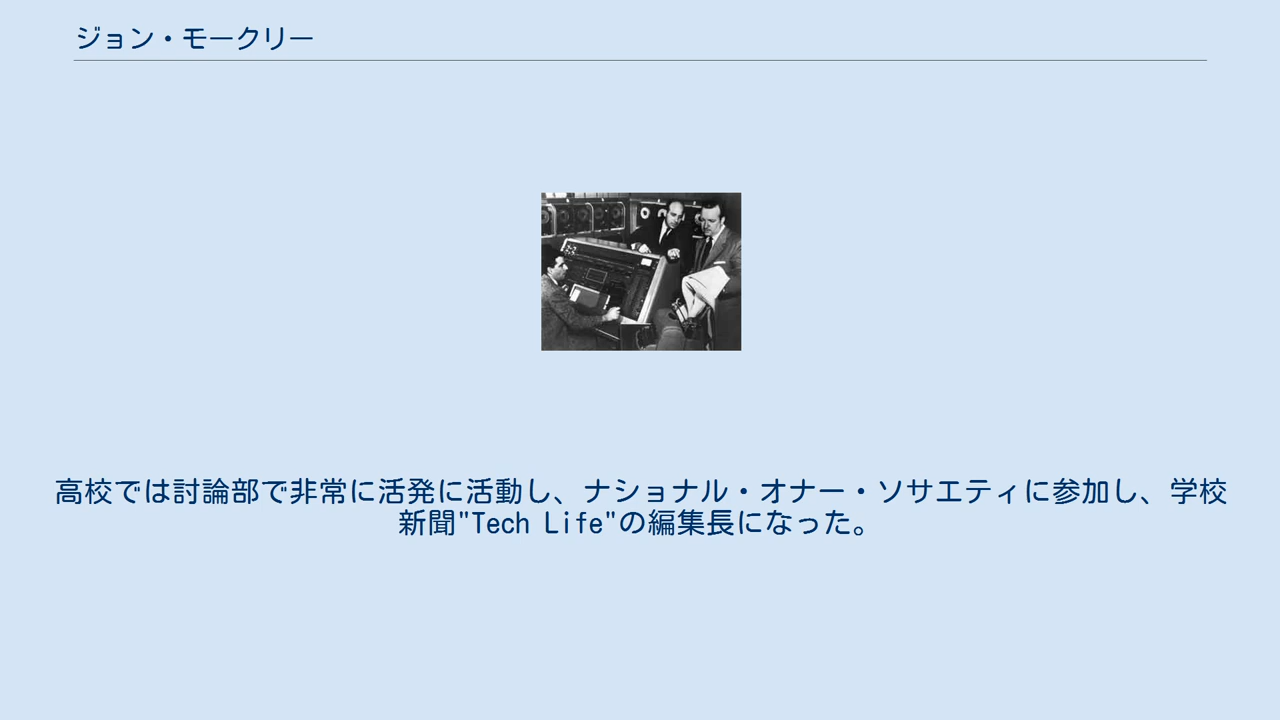 ジョン・モークリー
高校では討論部で非常に活発に活動し、ナショナル・オナー・ソサエティに参加し、学校
新聞"Tech Life"の編集長になった。